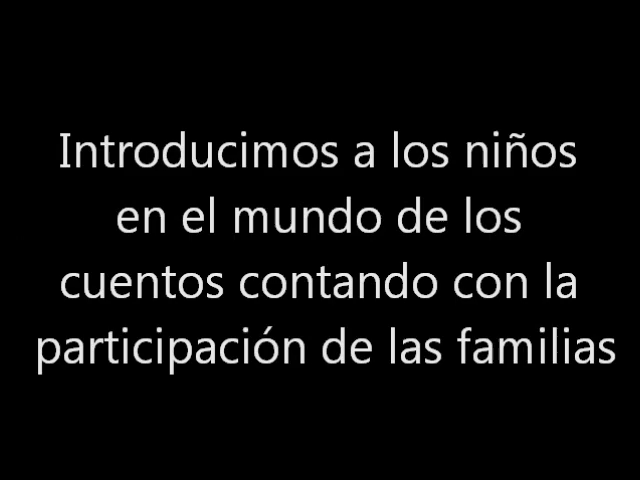 Introducimos a los niños
en el mundo de los
cuentos contando con la
participación de las familias